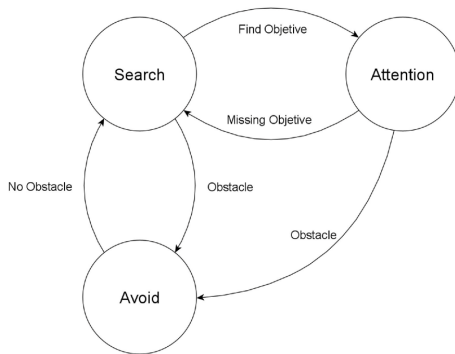 Find Objetive
Search
Attention
Missing Objetive
No Obstacle
Obstacle
Obstacle
Avoid